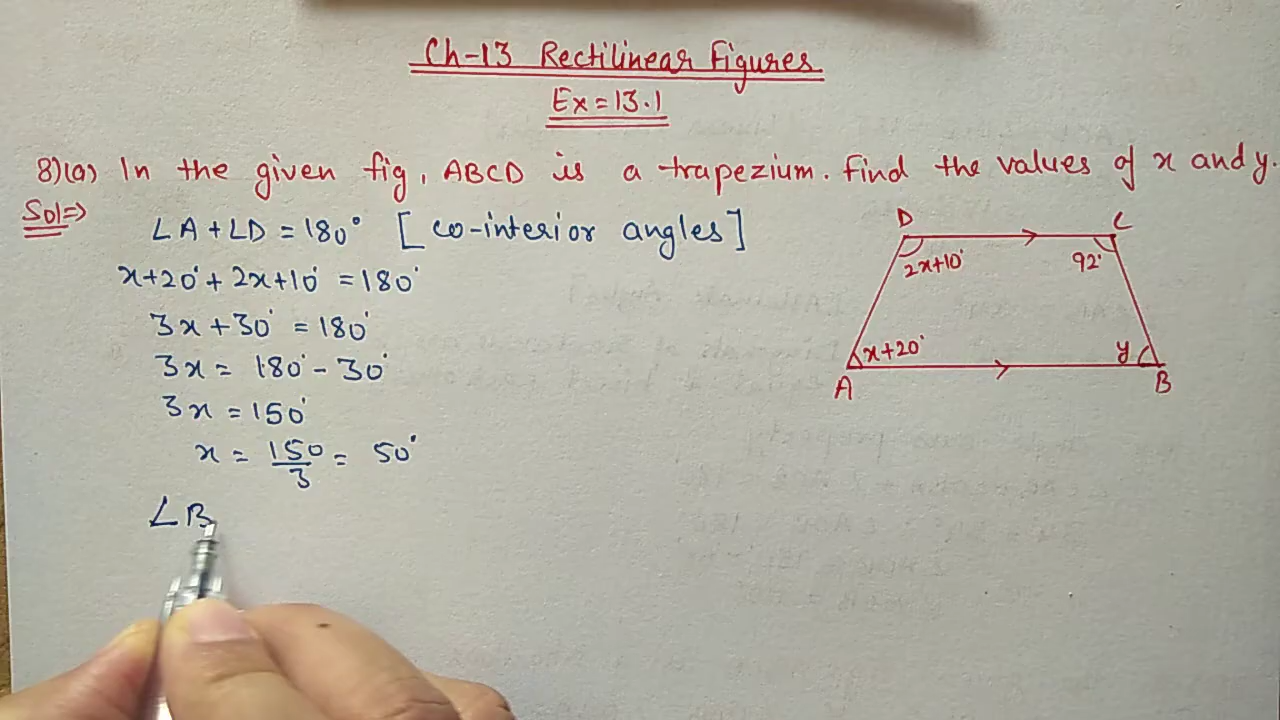 Ch-13 Rectilinear Figures
Ex=13.1
8)(a) In the given fig, ABCD is a trapezium. Find the values of x and y.
Sol=>
∠A+∠D = 180° [co-interior angles]
x+20°+2x+10° = 180°
3x+30° = 180°
3x = 180°-30°
3x = 150°
x = 150/3 = 50°
∠B
D C
2x+10° 92°
x+20° y
A B